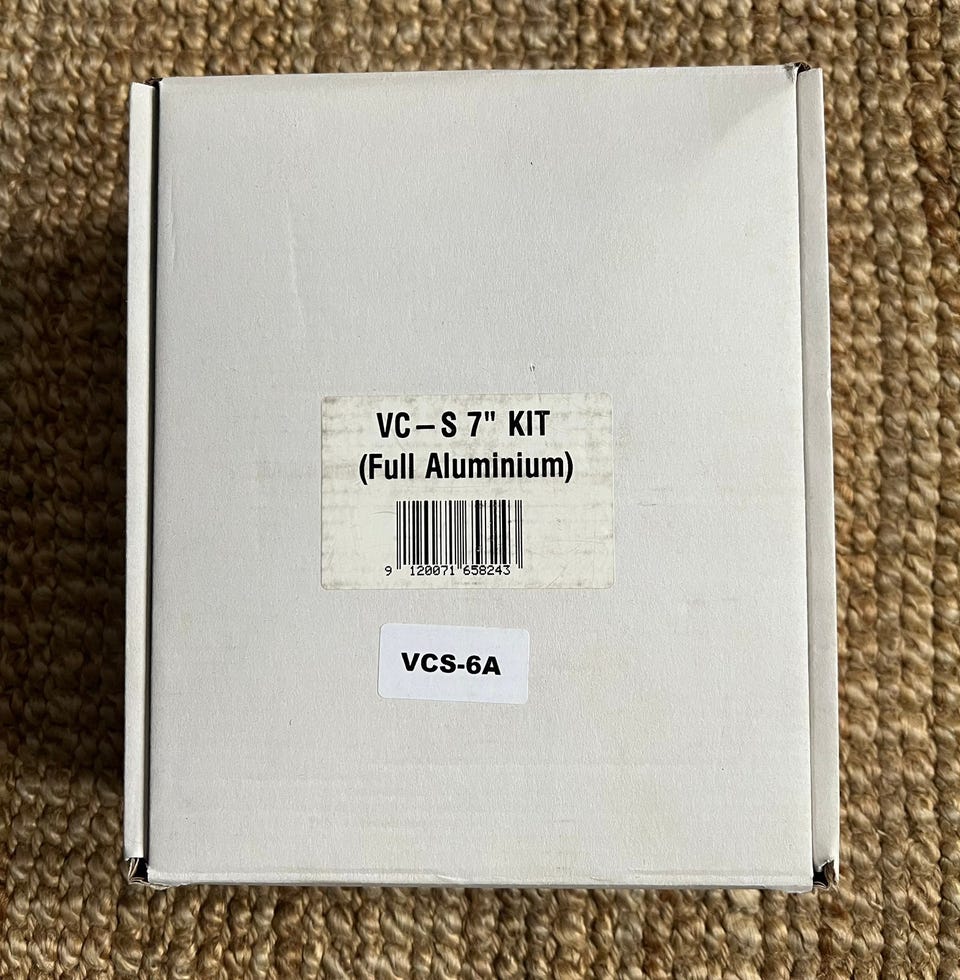 VC–S 7" KIT
(Full Aluminium)
9 120071 658243
VCS-6A